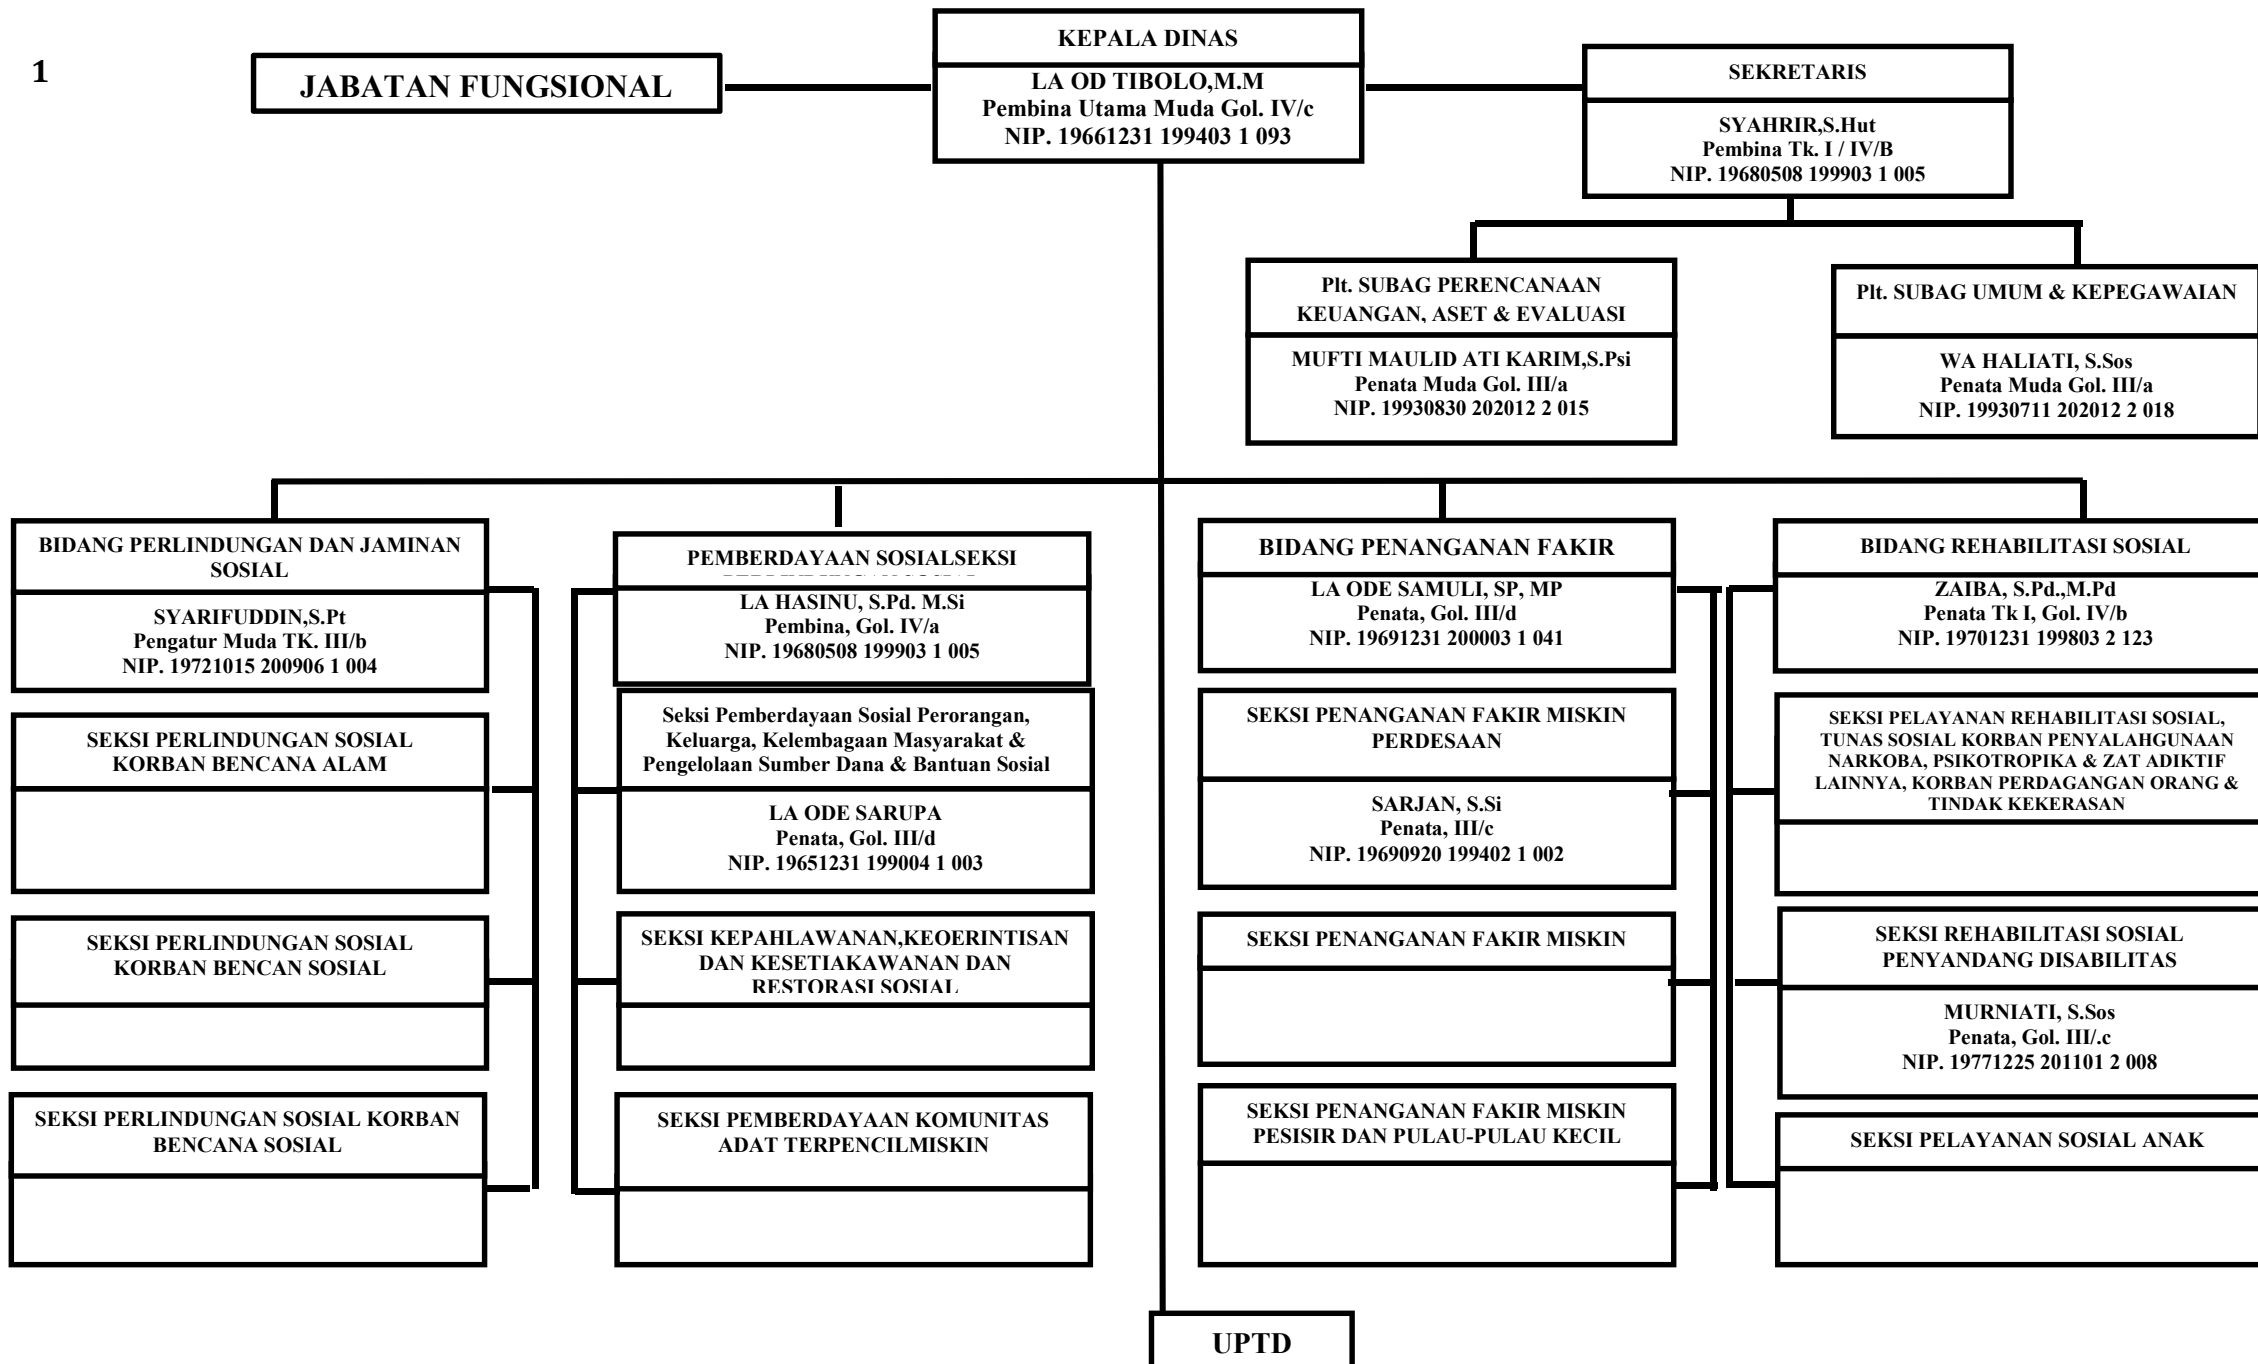 1
JABATAN FUNGSIONAL
KEPALA DINAS
LA OD TIBOLO,M.M
Pembina Utama Muda Gol. IV/c
NIP. 19661231 199403 1 093
SEKRETARIS
SYAHRIR,S.Hut
Pembina Tk. I / IV/B
NIP. 19680508 199903 1 005
Plt. SUBAG PERENCANAAN
KEUANGAN, ASET & EVALUASI
MUFTI MAULID ATI KARIM,S.Psi
Penata Muda Gol. III/a
NIP. 19930830 202012 2 015
Plt. SUBAG UMUM & KEPEGAWAIAN
WA HALIATI, S.Sos
Penata Muda Gol. III/a
NIP. 19930711 202012 2 018
BIDANG PERLINDUNGAN DAN JAMINAN
SOSIAL
SYARIFUDDIN,S.Pt
Pengatur Muda TK. III/b
NIP. 19721015 200906 1 004
SEKSI PERLINDUNGAN SOSIAL
KORBAN BENCANA ALAM
SEKSI PERLINDUNGAN SOSIAL
KORBAN BENCAN SOSIAL
SEKSI PERLINDUNGAN SOSIAL KORBAN
BENCANA SOSIAL
PEMBERDAYAAN SOSIALSEKSI
LA HASINU, S.Pd. M.Si
Pembina, Gol. IV/a
NIP. 19680508 199903 1 005
Seksi Pemberdayaan Sosial Perorangan,
Keluarga, Kelembagaan Masyarakat &
Pengelolaan Sumber Dana & Bantuan Sosial
LA ODE SARUPA
Penata, Gol. III/d
NIP. 19651231 199004 1 003
SEKSI KEPAHLAWANAN,KEOERINTISAN
DAN KESETIAKAWANAN DAN
RESTORASI SOSIAL
SEKSI PEMBERDAYAAN KOMUNITAS
ADAT TERPENCILMISKIN
BIDANG PENANGANAN FAKIR
LA ODE SAMULI, SP, MP
Penata, Gol. III/d
NIP. 19691231 200003 1 041
SEKSI PENANGANAN FAKIR MISKIN
PERDESAAN
SARJAN, S.Si
Penata, III/c
NIP. 19690920 199402 1 002
SEKSI PENANGANAN FAKIR MISKIN
SEKSI PENANGANAN FAKIR MISKIN
PESISIR DAN PULAU-PULAU KECIL
BIDANG REHABILITASI SOSIAL
ZAIBA, S.Pd.,M.Pd
Penata Tk I, Gol. IV/b
NIP. 19701231 199803 2 123
SEKSI PELAYANAN REHABILITASI SOSIAL,
TUNAS SOSIAL KORBAN PENYALAHGUNAAN
NARKOBA, PSIKOTROPIKA & ZAT ADIKTIF
LAINNYA, KORBAN PERDAGANGAN ORANG &
TINDAK KEKERASAN
SEKSI REHABILITASI SOSIAL
PENYANDANG DISABILITAS
MURNIATI, S.Sos
Penata, Gol. III/.c
NIP. 19771225 201101 2 008
SEKSI PELAYANAN SOSIAL ANAK
UPTD